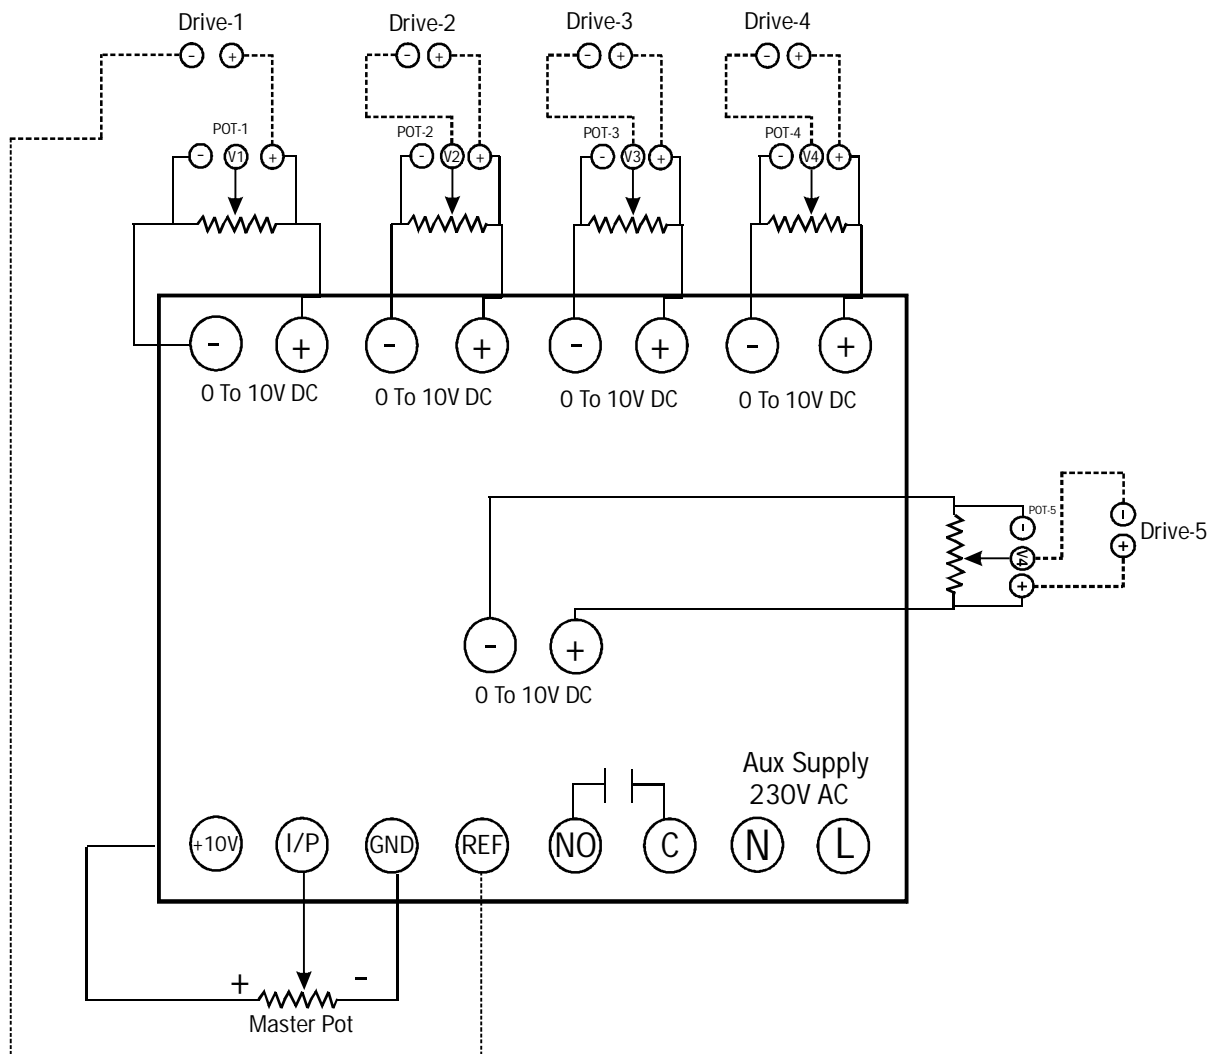 Drive-1 Drive-2 Drive-3 Drive-4
- + - + - + - +
POT-1 POT-2 POT-3 POT-4
- V1 + - V2 + - V3 + - V4 +
- + - + - + - +
0 To 10V DC 0 To 10V DC 0 To 10V DC 0 To 10V DC
POT-5
-
V4
+
-
+
Drive-5
- +
0 To 10V DC
Aux Supply
230V AC
+10V I/P GND REF NO C N L
+ -
Master Pot